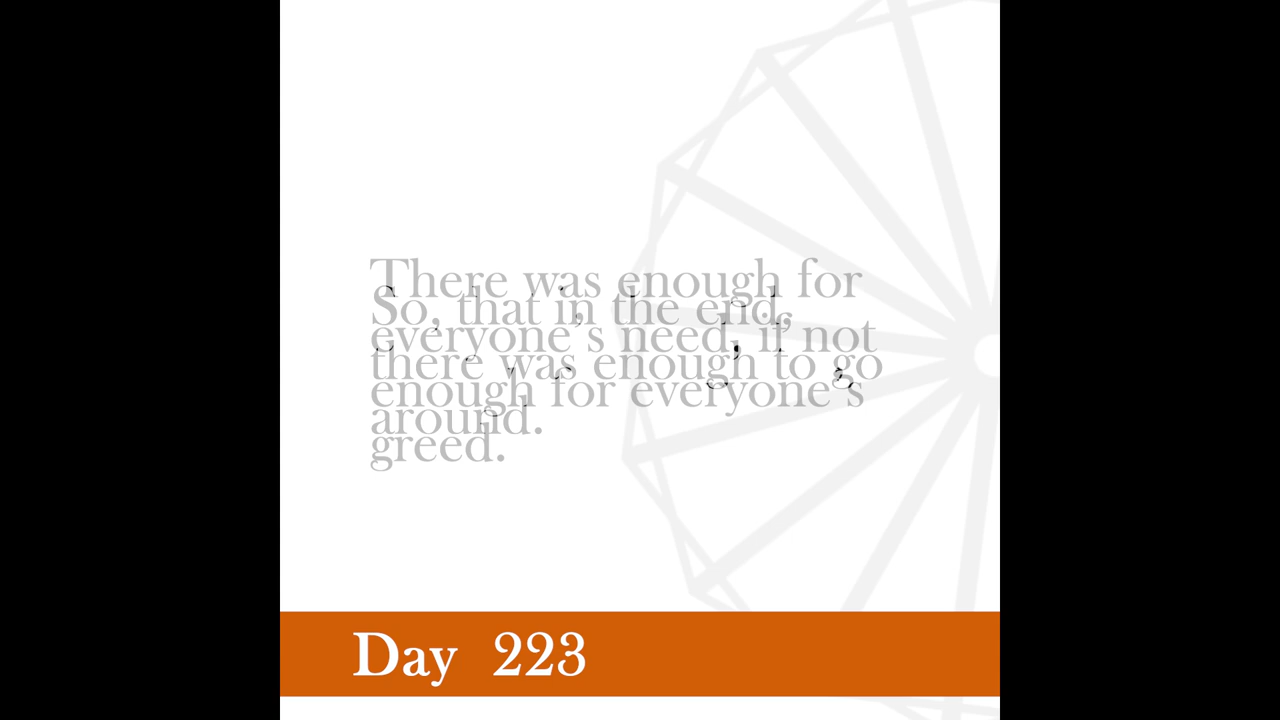 There was enough for
So, that in the end,
everyone's need, if not
there was enough to go
enough for everyone's
around.
greed.
Day 223